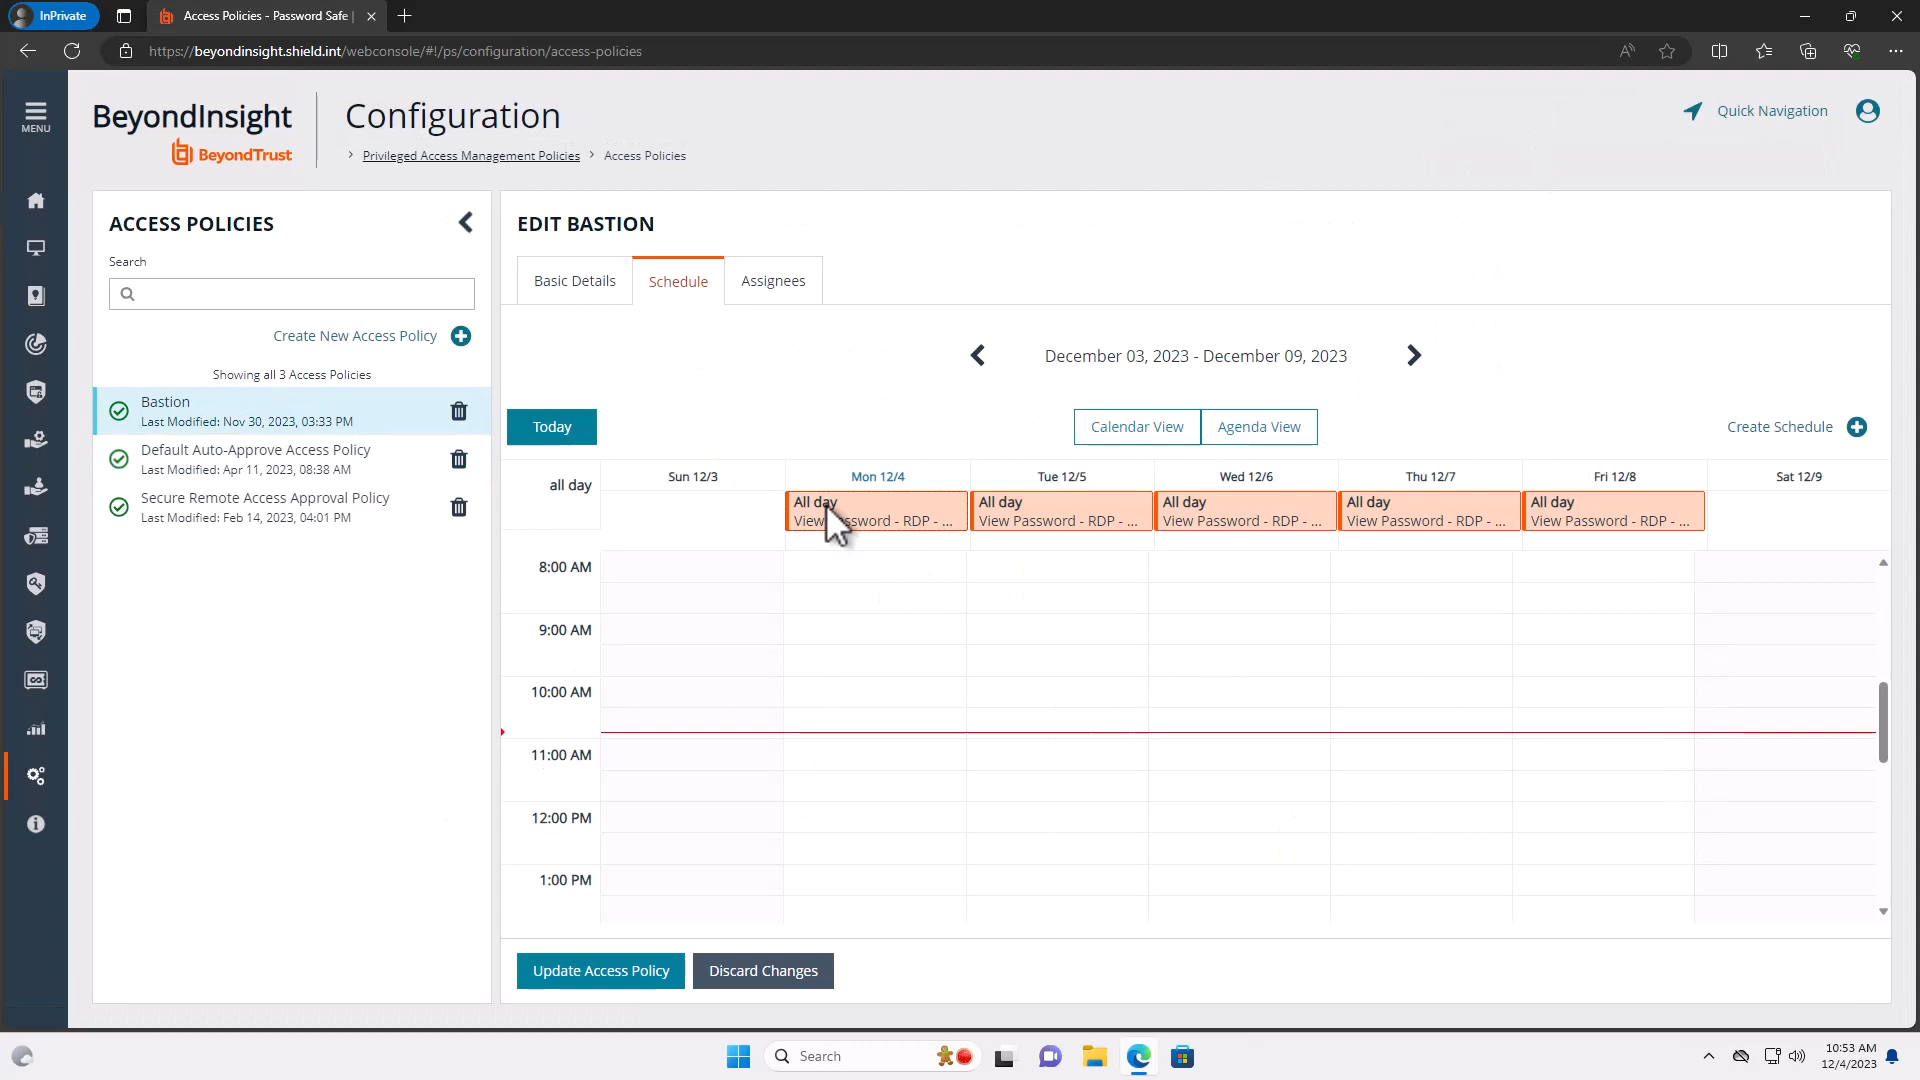 InPrivate
Access Policies - Password Safe |
https://beyondinsight.shield.int/webconsole/#!/ps/configuration/access-policies
MENU
BeyondInsight
BeyondTrust
Configuration
> Privileged Access Management Policies > Access Policies
Quick Navigation
ACCESS POLICIES
Search
Create New Access Policy
Showing all 3 Access Policies
Bastion
Last Modified: Nov 30, 2023, 03:33 PM
Default Auto-Approve Access Policy
Last Modified: Apr 11, 2023, 08:38 AM
Secure Remote Access Approval Policy
Last Modified: Feb 14, 2023, 04:01 PM
EDIT BASTION
Basic Details
Schedule
Assignees
December 03, 2023 - December 09, 2023
Today
Calendar View
Agenda View
Create Schedule
all day
Sun 12/3
Mon 12/4
Tue 12/5
Wed 12/6
Thu 12/7
Fri 12/8
Sat 12/9
All day
View Password - RDP - ...
All day
View Password - RDP - ...
All day
View Password - RDP - ...
All day
View Password - RDP - ...
All day
View Password - RDP - ...
8:00 AM
9:00 AM
10:00 AM
11:00 AM
12:00 PM
1:00 PM
Update Access Policy
Discard Changes
Search
10:53 AM
12/4/2023